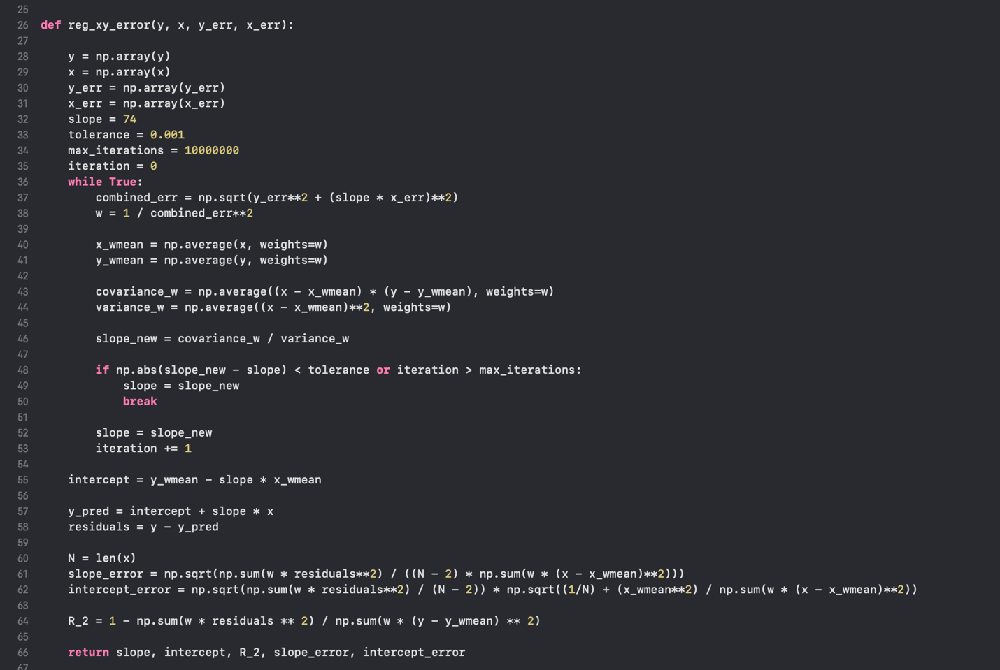 25
26 def reg_xy_error(y, x, y_err, x_err):
27
28     y = np.array(y)
29     x = np.array(x)
30     y_err = np.array(y_err)
31     x_err = np.array(x_err)
32     slope = 74
33     tolerance = 0.001
34     max_iterations = 10000000
35     iteration = 0
36     while True:
37         combined_err = np.sqrt(y_err**2 + (slope * x_err)**2)
38         w = 1 / combined_err**2
39
40         x_wmean = np.average(x, weights=w)
41         y_wmean = np.average(y, weights=w)
42
43         covariance_w = np.average((x - x_wmean) * (y - y_wmean), weights=w)
44         variance_w = np.average((x - x_wmean)**2, weights=w)
45
46         slope_new = covariance_w / variance_w
47
48         if np.abs(slope_new - slope) < tolerance or iteration > max_iterations:
49             slope = slope_new
50             break
51
52         slope = slope_new
53         iteration += 1
54
55     intercept = y_wmean - slope * x_wmean
56
57     y_pred = intercept + slope * x
58     residuals = y - y_pred
59
60     N = len(x)
61     slope_error = np.sqrt(np.sum(w * residuals**2) / ((N - 2) * np.sum(w * (x - x_wmean)**2)))
62     intercept_error = np.sqrt(np.sum(w * residuals**2) / (N - 2)) * np.sqrt((1/N) + (x_wmean**2) / np.sum(w * (x - x_wmean)**2))
63
64     R_2 = 1 - np.sum(w * residuals ** 2) / np.sum(w * (y - y_wmean) ** 2)
65
66     return slope, intercept, R_2, slope_error, intercept_error
67